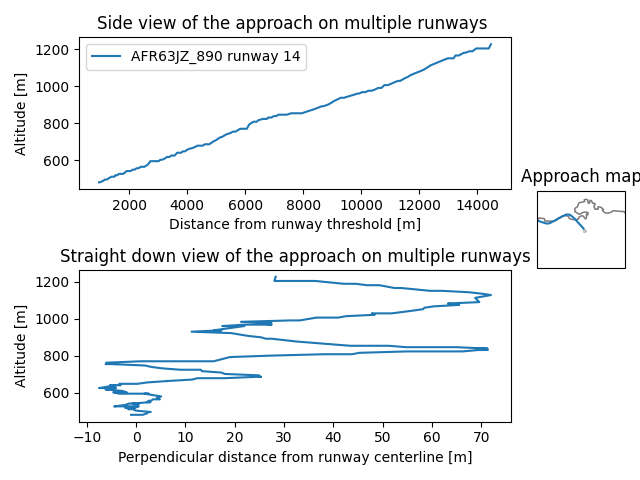 Side view of the approach on multiple runways
1200
1000
800
600
Altitude [m]
AFR63JZ_890 runway 14
2000 4000 6000 8000 10000 12000 14000
Distance from runway threshold [m]
Approach map
Straight down view of the approach on multiple runways
1200
1000
800
600
Altitude [m]
−10 0 10 20 30 40 50 60 70
Perpendicular distance from runway centerline [m]